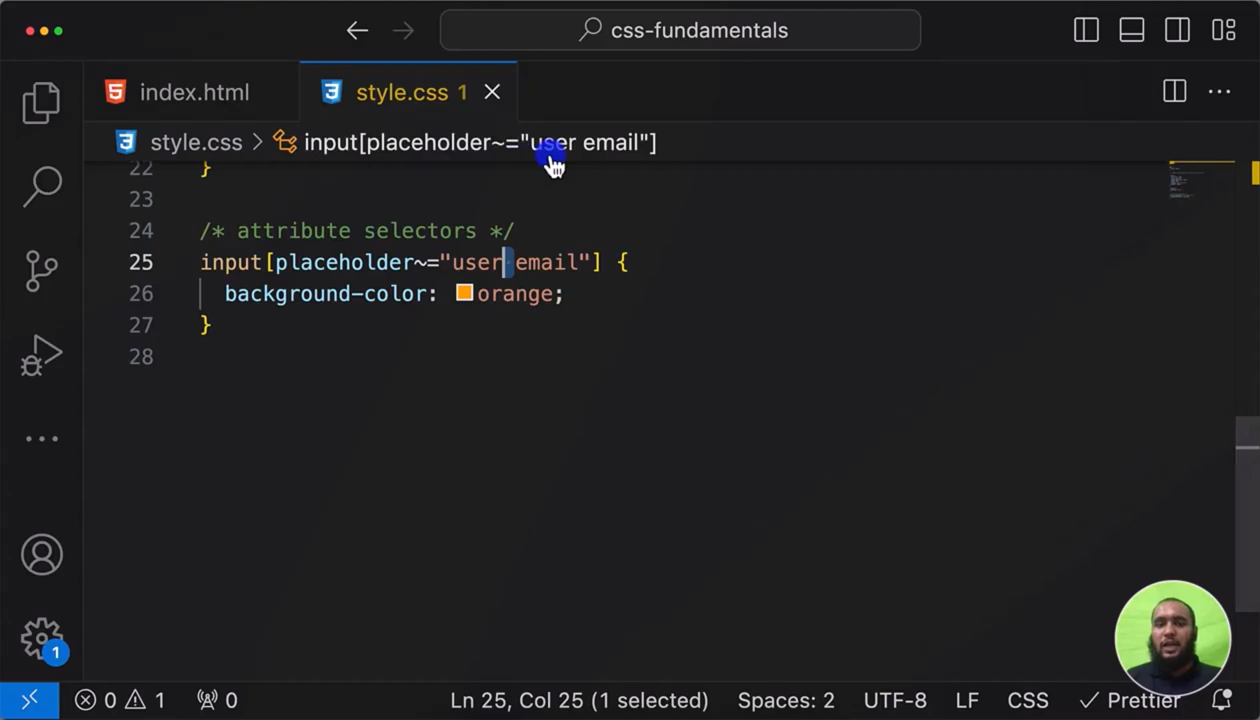 css-fundamentals
index.html
style.css 1
style.css > input[placeholder~="user email"]
22 }
23
24 /* attribute selectors */
25 input[placeholder~="user email"] {
26 background-color: orange;
27 }
28
1
0 1 0 Ln 25, Col 25 (1 selected) Spaces: 2 UTF-8 LF CSS Prettier